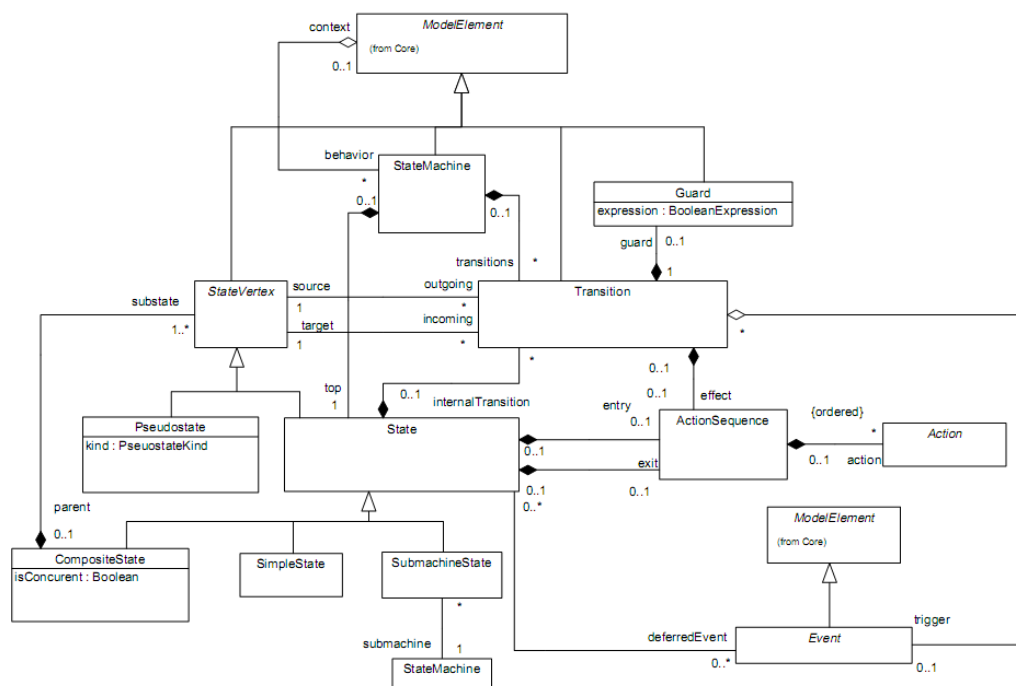 context
ModelElement
(from Core)
0..1
behavior
*
StateMachine
0..1
0..1
Guard
expression : BooleanExpression
guard
0..1
transitions
*
1
substate
1..*
StateVertex
source
1
outgoing
*
target
1
incoming
*
Transition
*
*
0..1
0..1
effect
top
1
0..1
internalTransition
entry
0..1
Pseudostate
kind : PseuostateKind
State
0..1
exit
0..1
0..1
0..*
ActionSequence
{ordered}
*
0..1
action
Action
parent
0..1
CompositeState
isConcurent : Boolean
SimpleState
SubmachineState
*
submachine
1
StateMachine
ModelElement
(from Core)
deferredEvent
0..*
Event
trigger
0..1